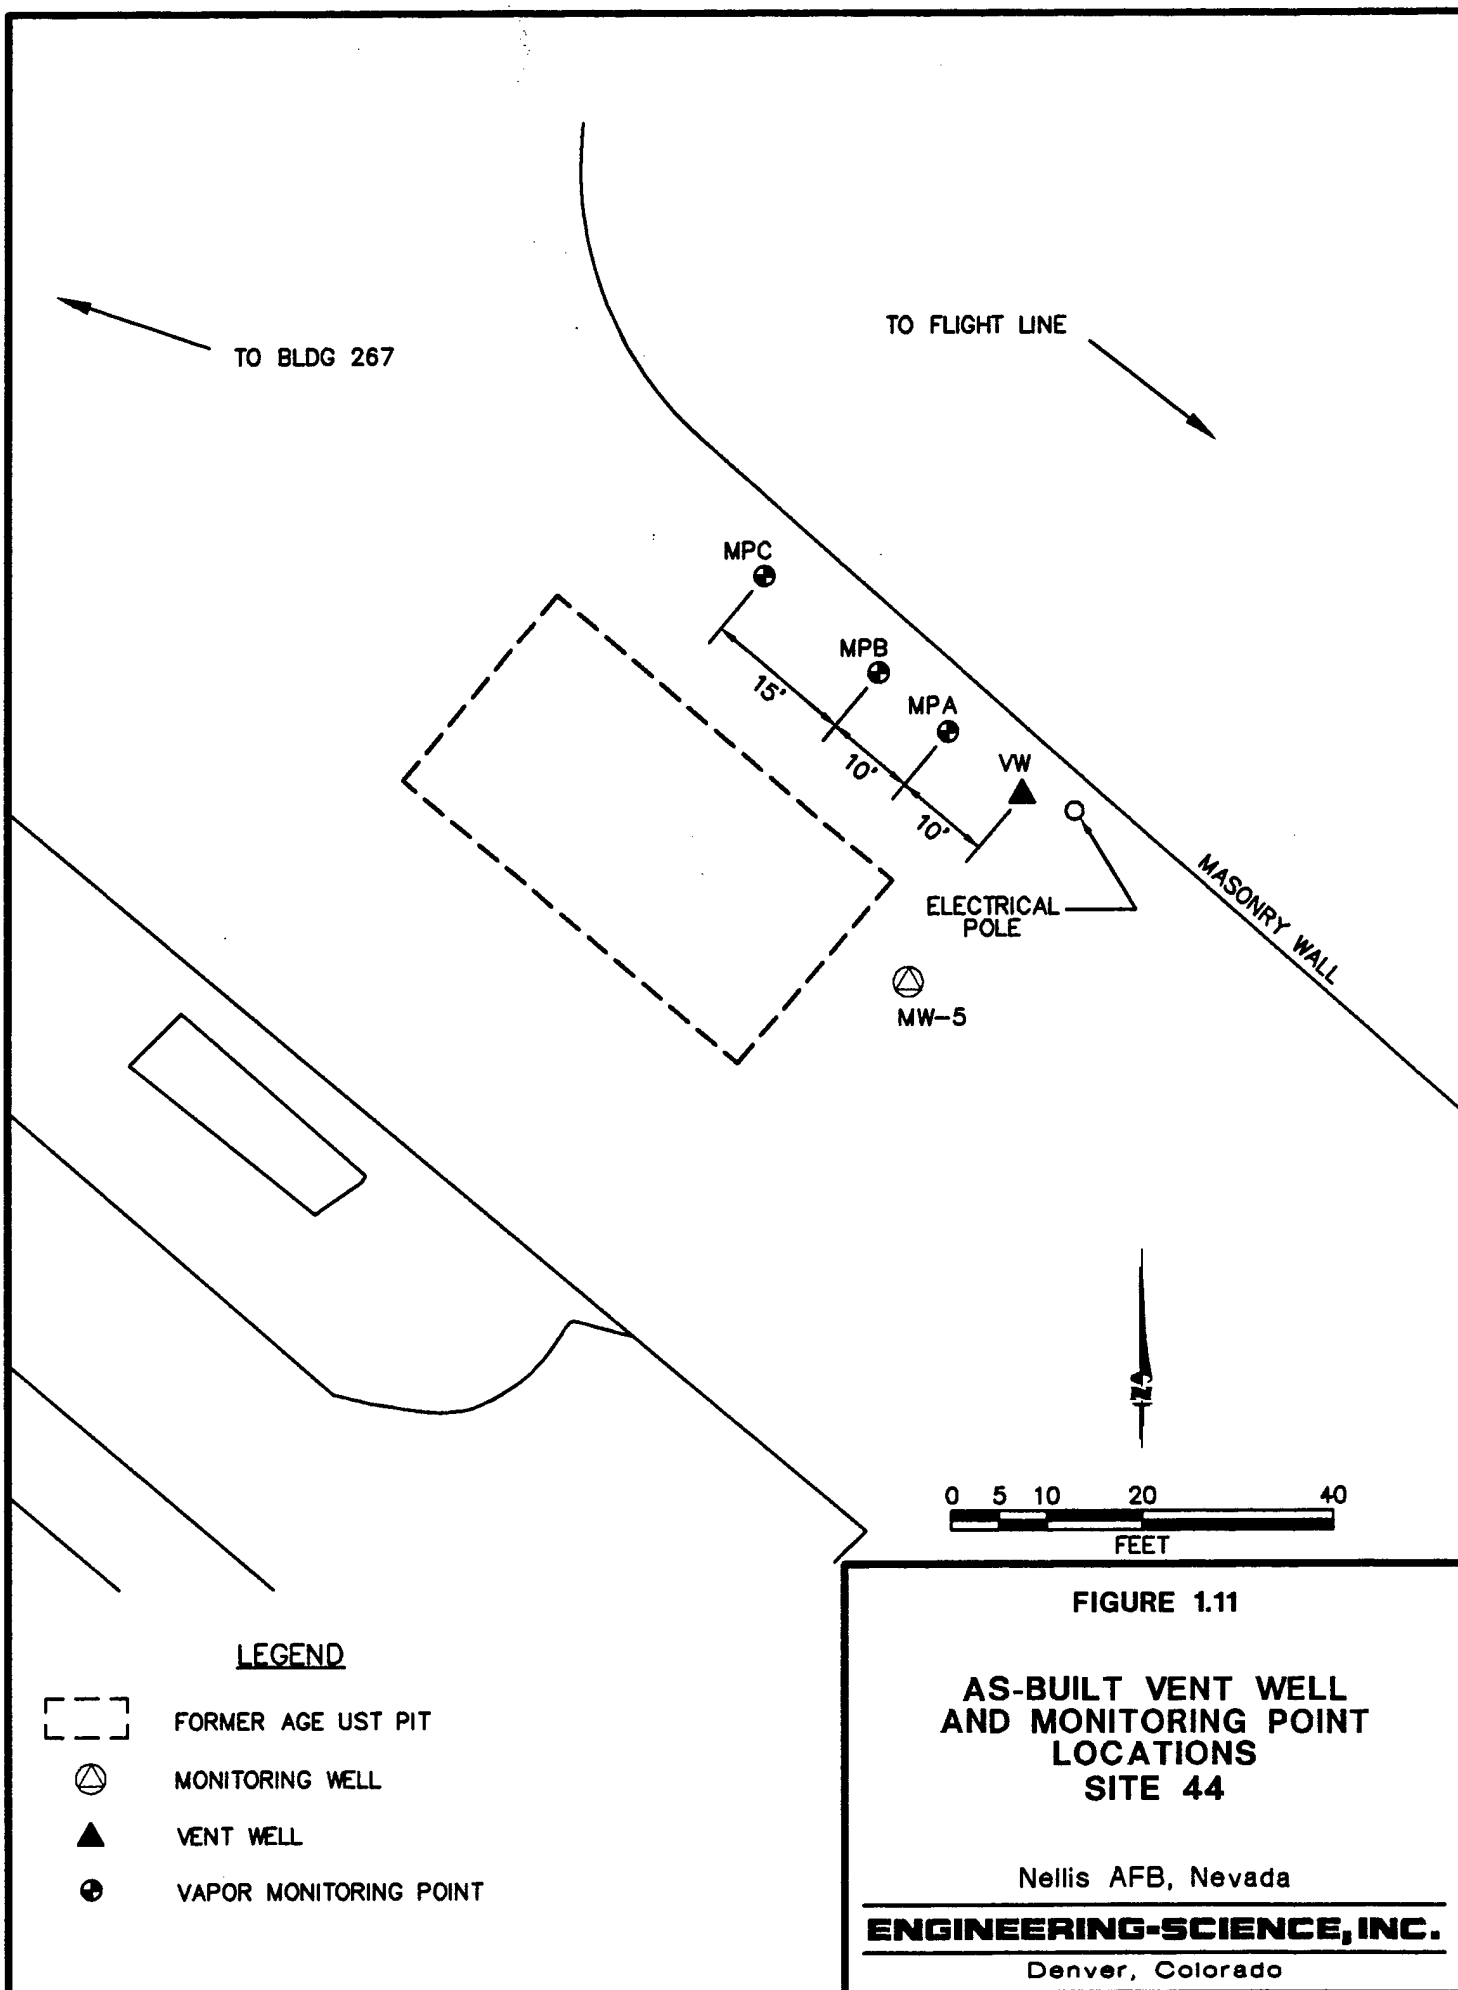 TO BLDG 267
TO FLIGHT LINE
MPC
MPB
MPA
VW
15'
10'
10'
ELECTRICAL
POLE
MASONRY WALL
MW-5
N
0 5 10 20 40
FEET
LEGEND
FORMER AGE UST PIT
MONITORING WELL
VENT WELL
VAPOR MONITORING POINT
FIGURE 1.11
AS-BUILT VENT WELL
AND MONITORING POINT
LOCATIONS
SITE 44
Nellis AFB, Nevada
ENGINEERING-SCIENCE, INC.
Denver, Colorado